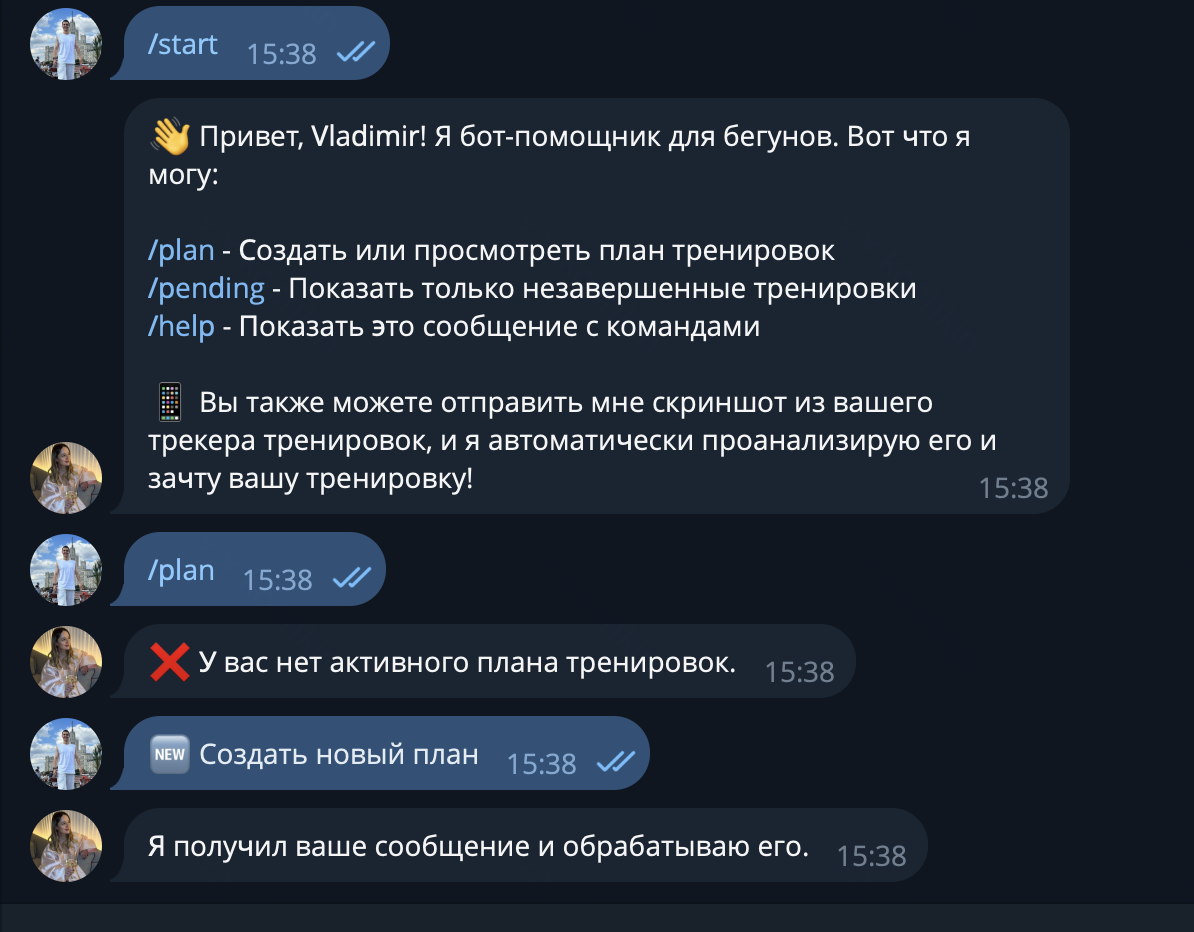 /start 15:38
👋 Привет, Vladimir! Я бот-помощник для бегунов. Вот что я
могу:
/plan - Создать или просмотреть план тренировок
/pending - Показать только незавершенные тренировки
/help - Показать это сообщение с командами
📱 Вы также можете отправить мне скриншот из вашего
трекера тренировок, и я автоматически проанализирую его и
зачту вашу тренировку!
15:38
/plan 15:38
❌ У вас нет активного плана тренировок. 15:38
🆕 Создать новый план 15:38
Я получил ваше сообщение и обрабатываю его. 15:38